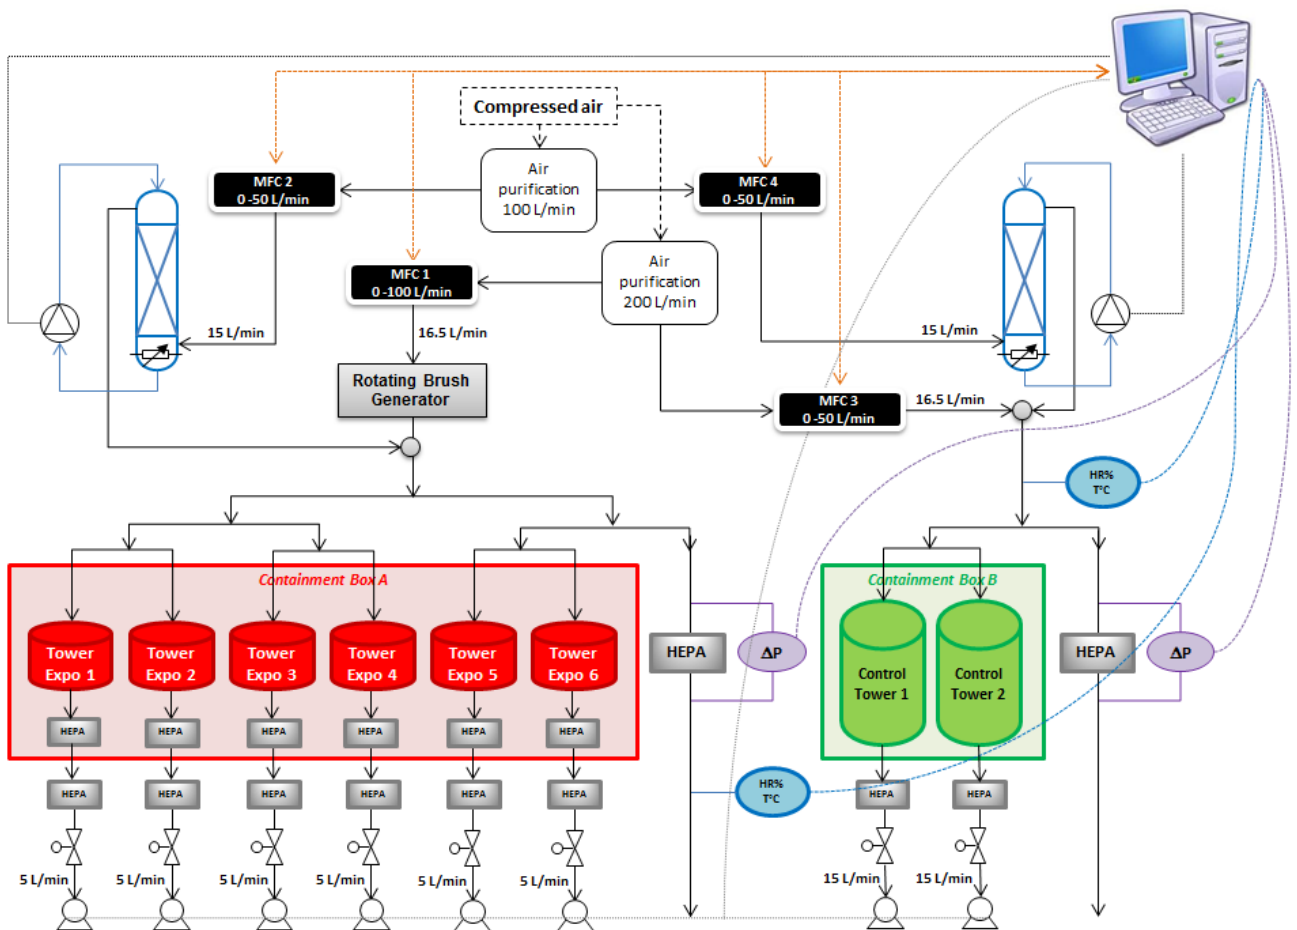 Compressed air
MFC 2
0 -50 L/min
Air
purification
100 L/min
MFC 4
0 -50 L/min
MFC 1
0 -100 L/min
Air
purification
200 L/min
15 L/min
16.5 L/min
15 L/min
Rotating Brush
Generator
MFC 3
0 -50 L/min
16.5 L/min
HR%
T°C
Containment Box A
Containment Box B
Tower
Expo 1
Tower
Expo 2
Tower
Expo 3
Tower
Expo 4
Tower
Expo 5
Tower
Expo 6
HEPA
ΔP
Control
Tower 1
Control
Tower 2
HEPA
ΔP
HEPA
HEPA
HEPA
HEPA
HEPA
HEPA
HEPA
HEPA
HEPA
HEPA
HEPA
HEPA
HR%
T°C
HEPA
HEPA
5 L/min
5 L/min
5 L/min
5 L/min
5 L/min
5 L/min
15 L/min
15 L/min